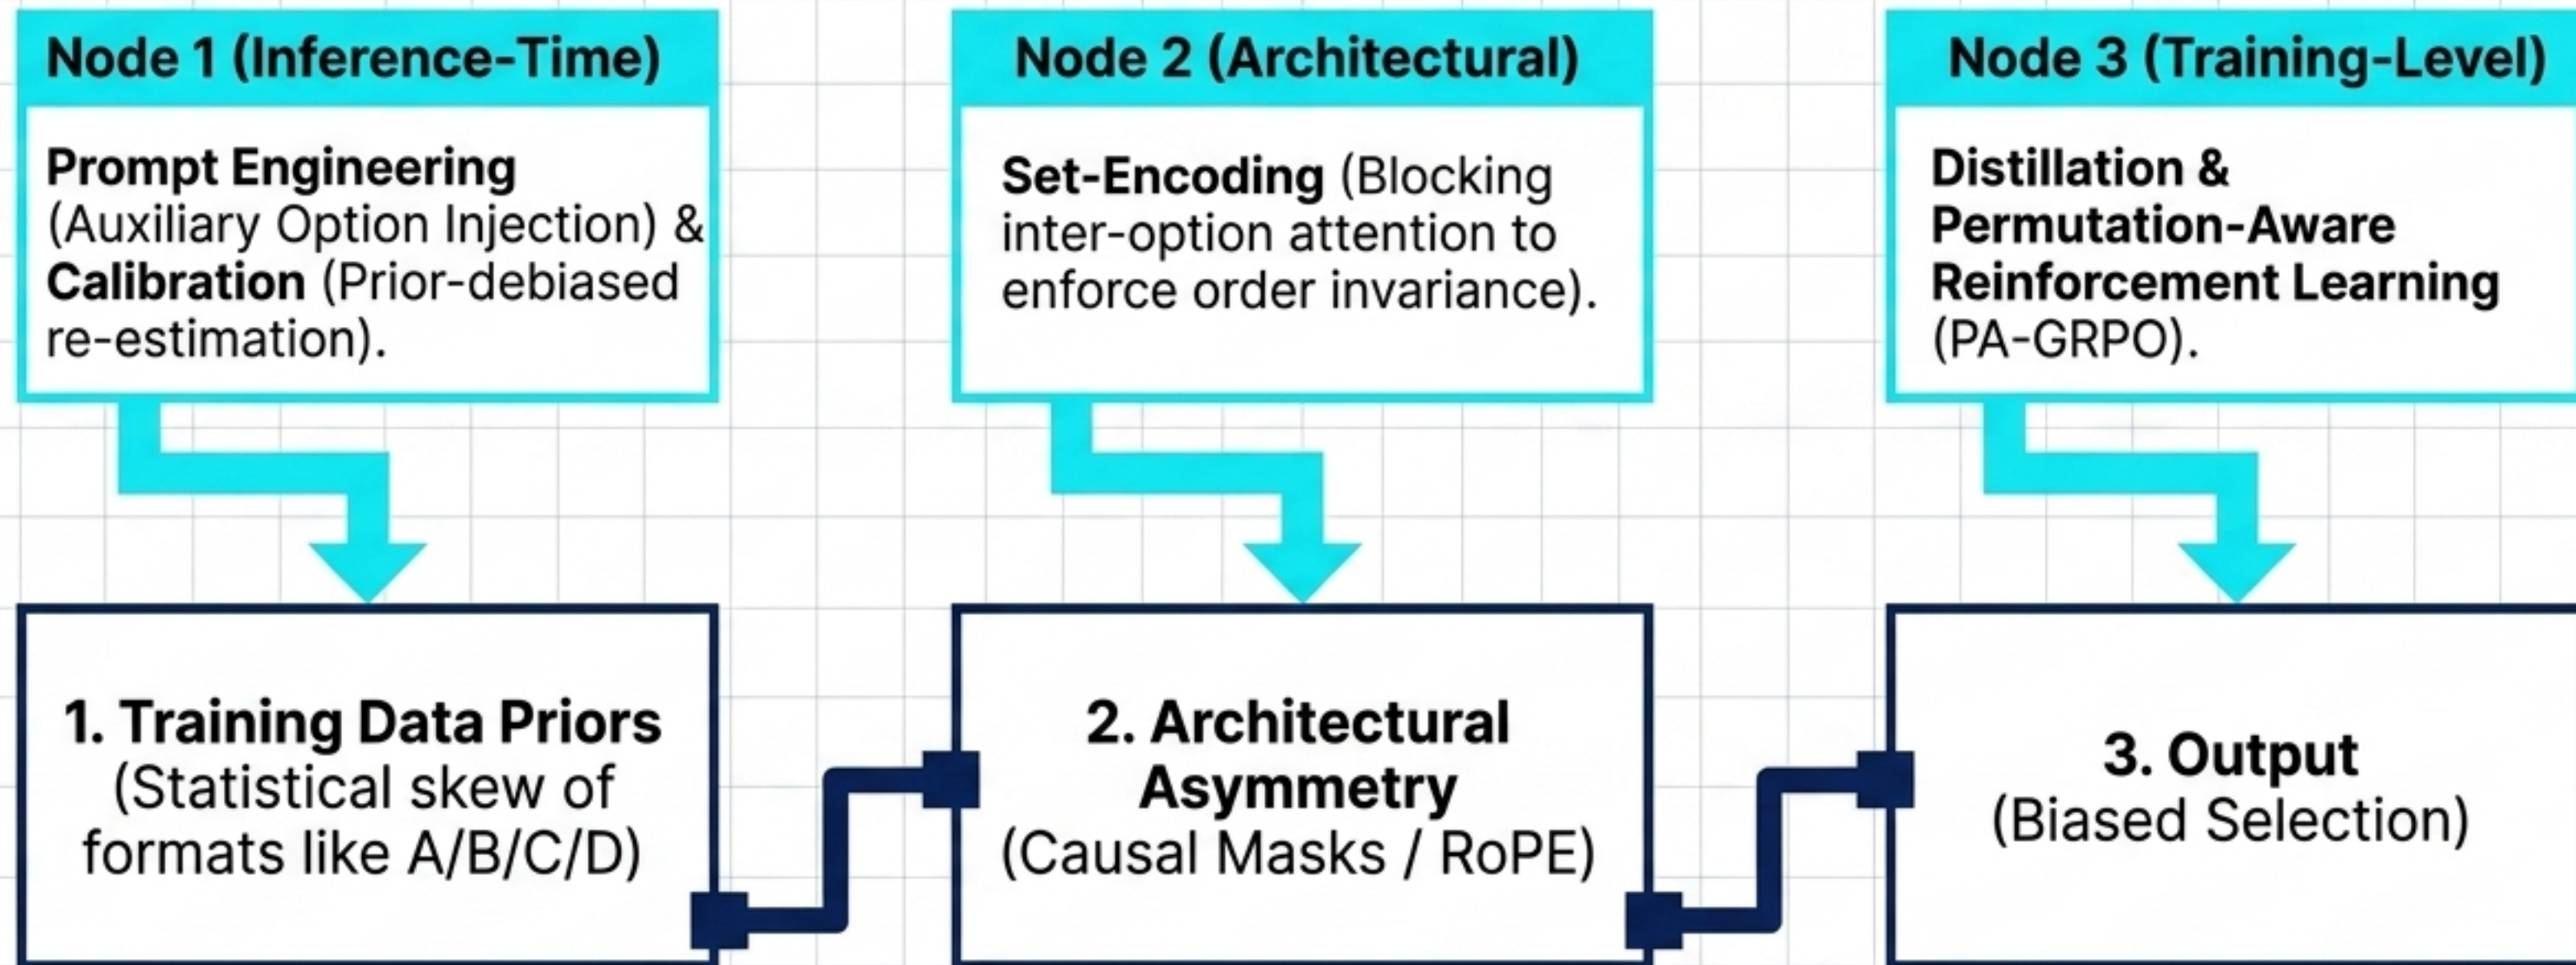 Node 1 (Inference-Time)
Prompt Engineering
(Auxiliary Option Injection) &
Calibration (Prior-debiased
re-estimation).
Node 2 (Architectural)
Set-Encoding (Blocking
inter-option attention to
enforce order invariance).
Node 3 (Training-Level)
Distillation &
Permutation-Aware
Reinforcement Learning
(PA-GRPO).
1. Training Data Priors
(Statistical skew of
formats like A/B/C/D)
2. Architectural
Asymmetry
(Causal Masks / RoPE)
3. Output
(Biased Selection)